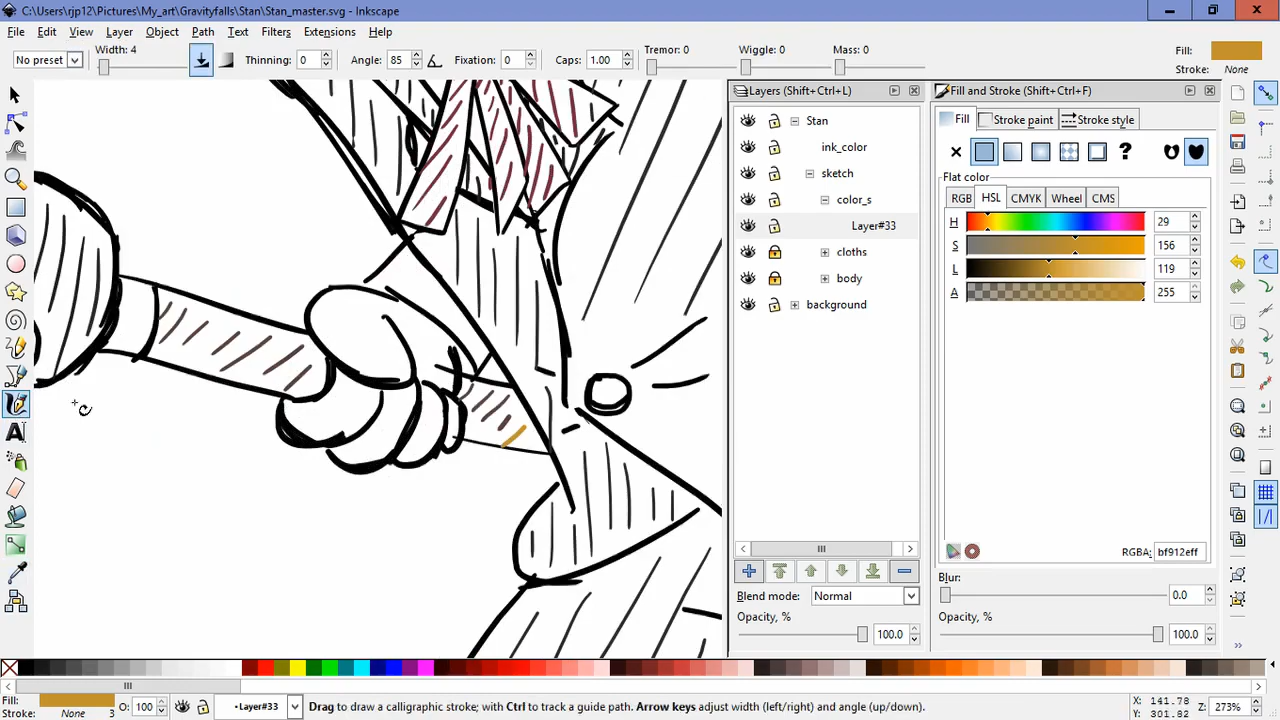 C:\Users\rjp12\Pictures\My_art\Gravityfalls\Stan\Stan_master.svg - Inkscape
File Edit View Layer Object Path Text Filters Extensions Help
No preset Width: 4 Thinning: 0 Angle: 85 Fixation: 0 Caps: 1.00 Tremor: 0 Wiggle: 0 Mass: 0 Fill: Stroke: None
Layers (Shift+Ctrl+L)
Stan
ink_color
sketch
color_s
Layer#33
cloths
body
background
Blend mode: Normal
Opacity, %
100.0
Fill and Stroke (Shift+Ctrl+F)
Fill Stroke paint Stroke style
?
Flat color
RGB HSL CMYK Wheel CMS
H 29
S 156
L 119
A 255
RGBA: bf912eff
Blur:
0.0
Opacity, %
100.0
Fill: Stroke: None 3 O: 100 •Layer#33 Drag to draw a calligraphic stroke; with Ctrl to track a guide path. Arrow keys adjust width (left/right) and angle (up/down). X: 141.78 Y: 301.82 Z: 273%